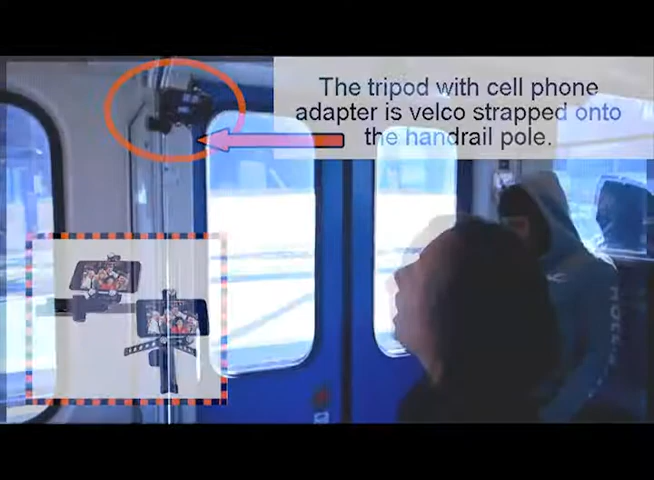 The tripod with cell phone
adapter is velco strapped onto
the handrail pole.